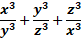 x³/y³ + y³/z³ + z³/x³